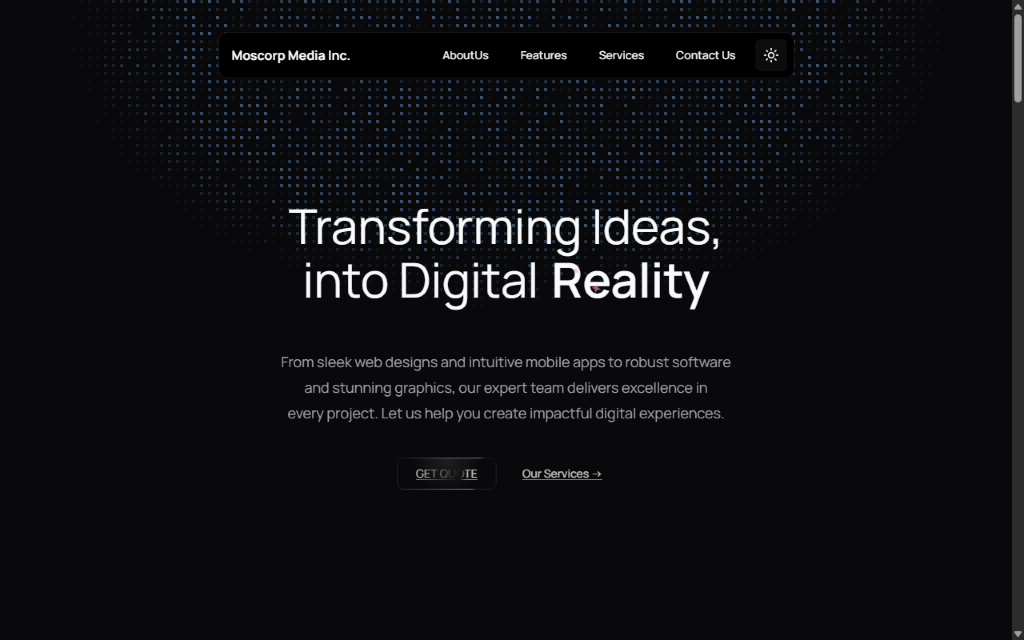 Moscorp Media Inc.
AboutUs
Features
Services
Contact Us
Transforming Ideas,
into Digital Reality
From sleek web designs and intuitive mobile apps to robust software
and stunning graphics, our expert team delivers excellence in
every project. Let us help you create impactful digital experiences.
GET QUOTE
Our Services →